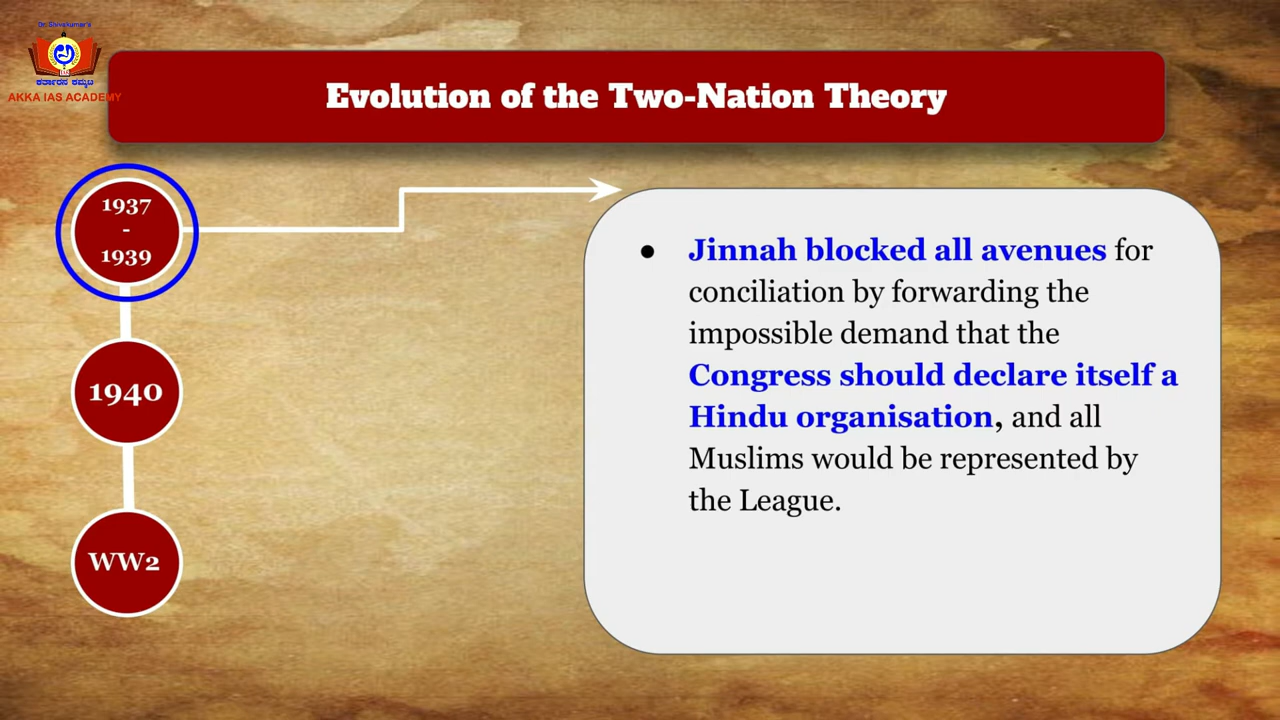 Dr. Shivakumar's
IAS
AKKA IAS ACADEMY
Evolution of the Two-Nation Theory
1937
-
1939
1940
WW2
● Jinnah blocked all avenues for
conciliation by forwarding the
impossible demand that the
Congress should declare itself a
Hindu organisation, and all
Muslims would be represented by
the League.